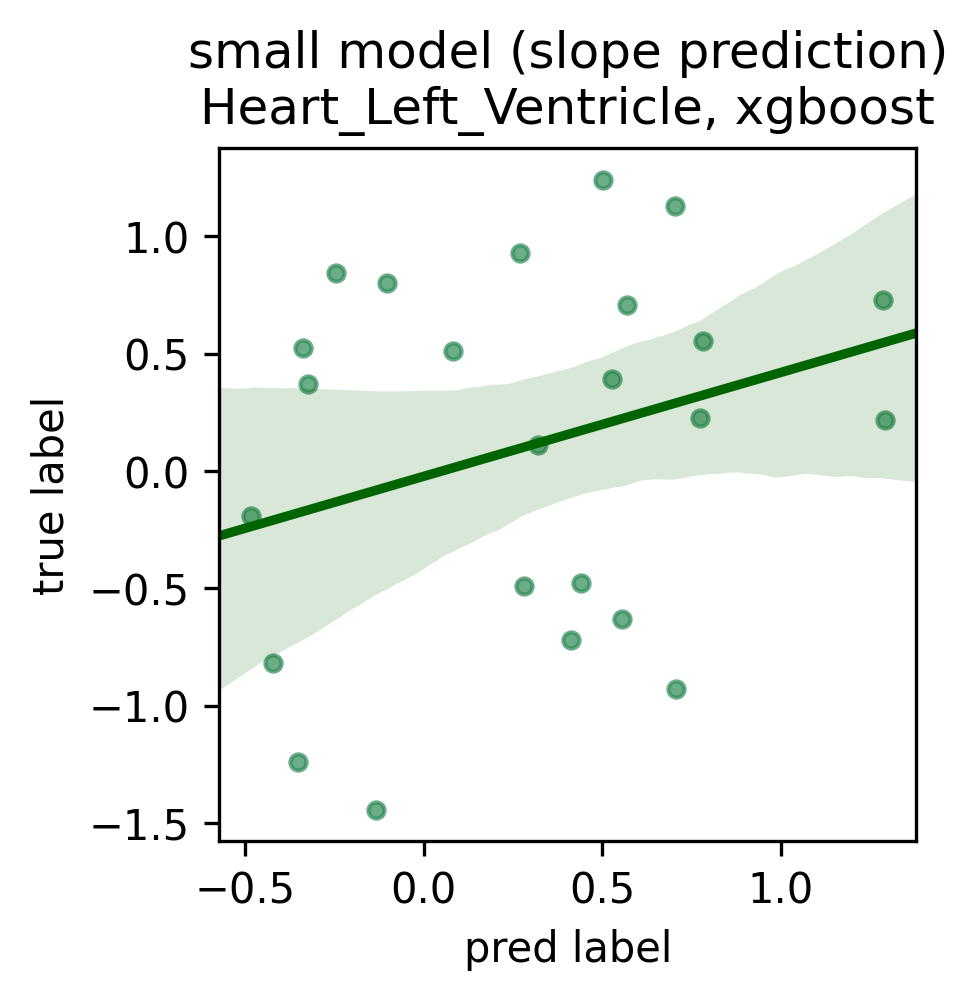 small model (slope prediction)
Heart_Left_Ventricle, xgboost
1.0
0.5
0.0
−0.5
−1.0
−1.5
true label
−0.5 0.0 0.5 1.0
pred label